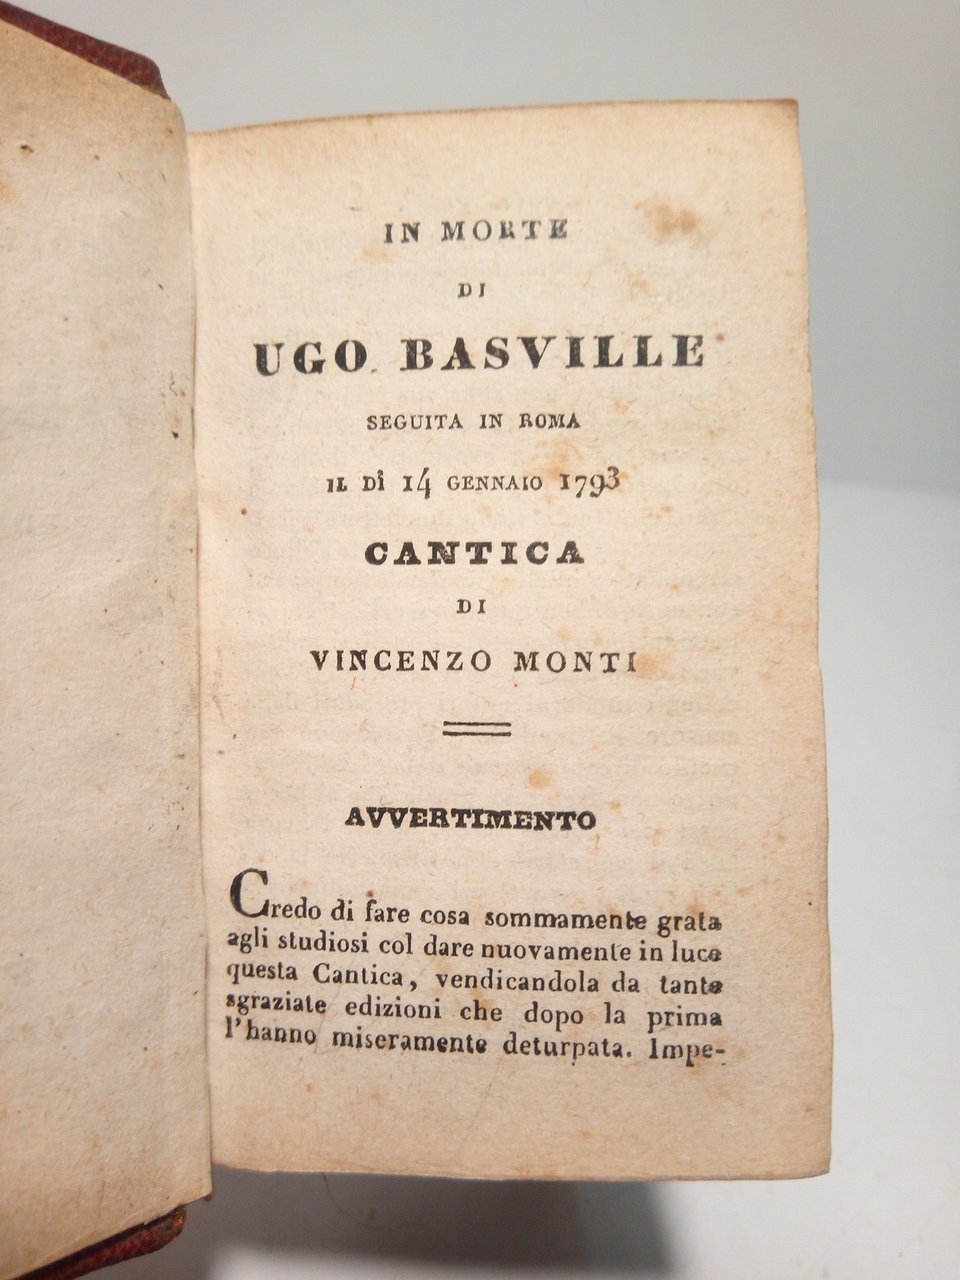 IN MORTE
DI
UGO BASVILLE
SEGUITA IN ROMA
IL DÌ 14 GENNAIO 1793
CANTICA
DI
VINCENZO MONTI
AVVERTIMENTO
Credo di fare cosa sommamente grata
agli studiosi col dare nuovamente in luce
questa Cantica, vendicandola da tante
sgraziate edizioni che dopo la prima
l'hanno miseramente deturpata. Impe-